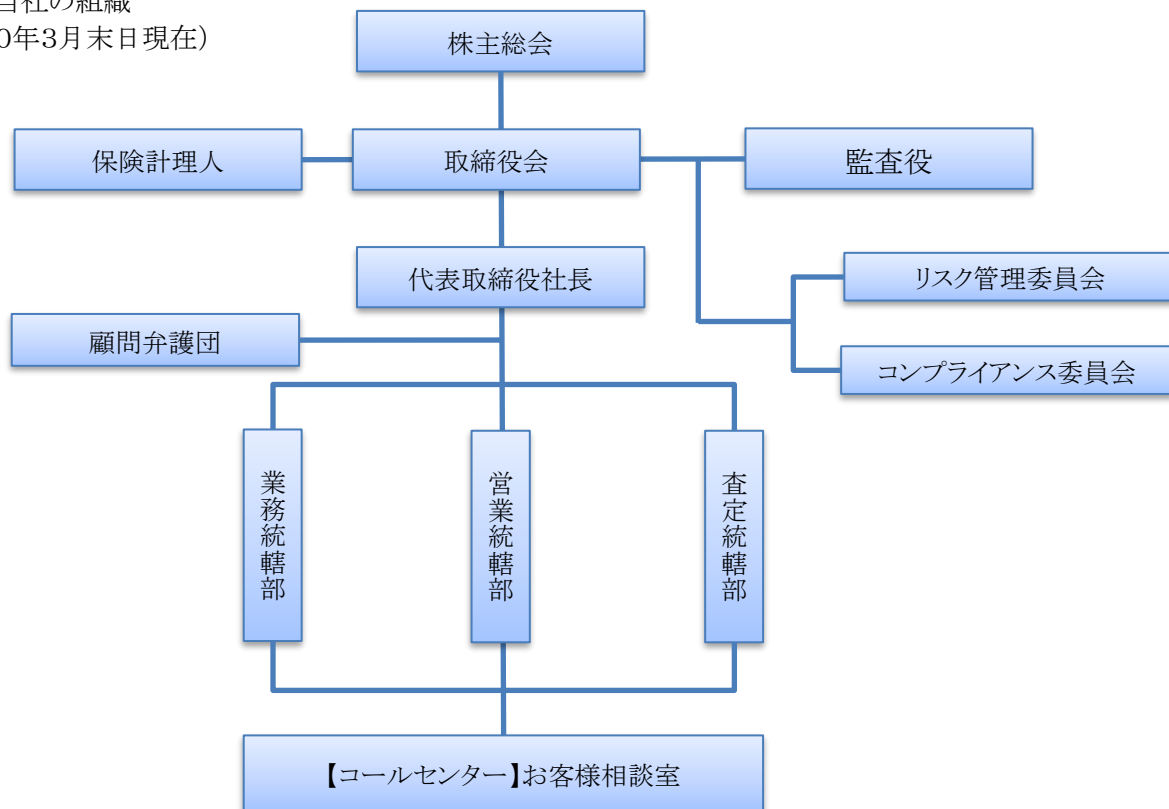 当社の組織
0年3月末日現在）
株主総会
保険計理人
取締役会
監査役
代表取締役社長
リスク管理委員会
顧問弁護団
コンプライアンス委員会
業務統轄部
営業統轄部
査定統轄部
【コールセンター】お客様相談室